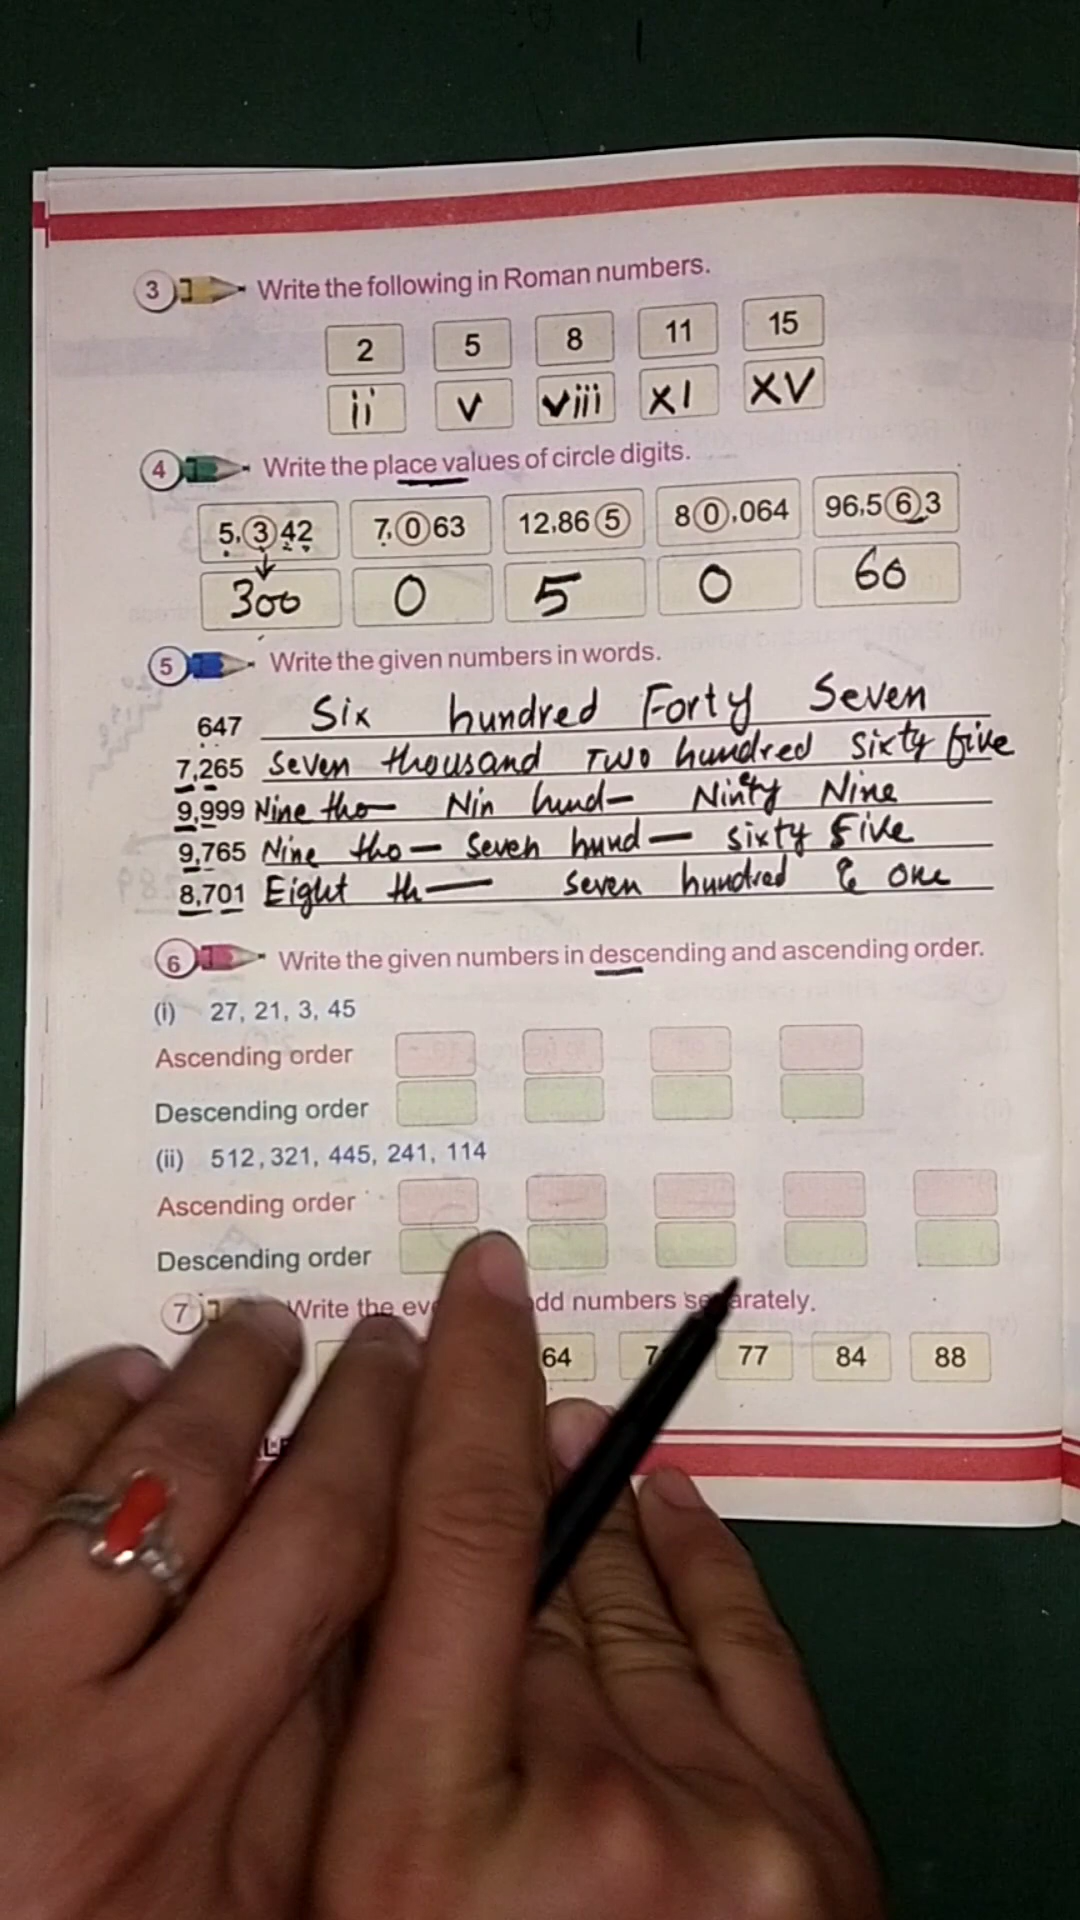 3 Write the following in Roman numbers.
2 5 8 11 15
ii V viii XI XV
4 Write the place values of circle digits.
5,342 7,063 12,865 80,064 96,563
300 0 5 0 60
5 Write the given numbers in words.
647 Six hundred Forty Seven
7,265 Seven thousand Two hundred sixty five
9,999 Nine tho— Nin hund— Ninety Nine
9,765 Nine tho— Seven hund— sixty Five
8,701 Eight th— seven hundred & one
6 Write the given numbers in descending and ascending order.
(i) 27, 21, 3, 45
Ascending order
Descending order
(ii) 512, 321, 445, 241, 114
Ascending order
Descending order
7 Write the numbers separately.
64 77 84 88